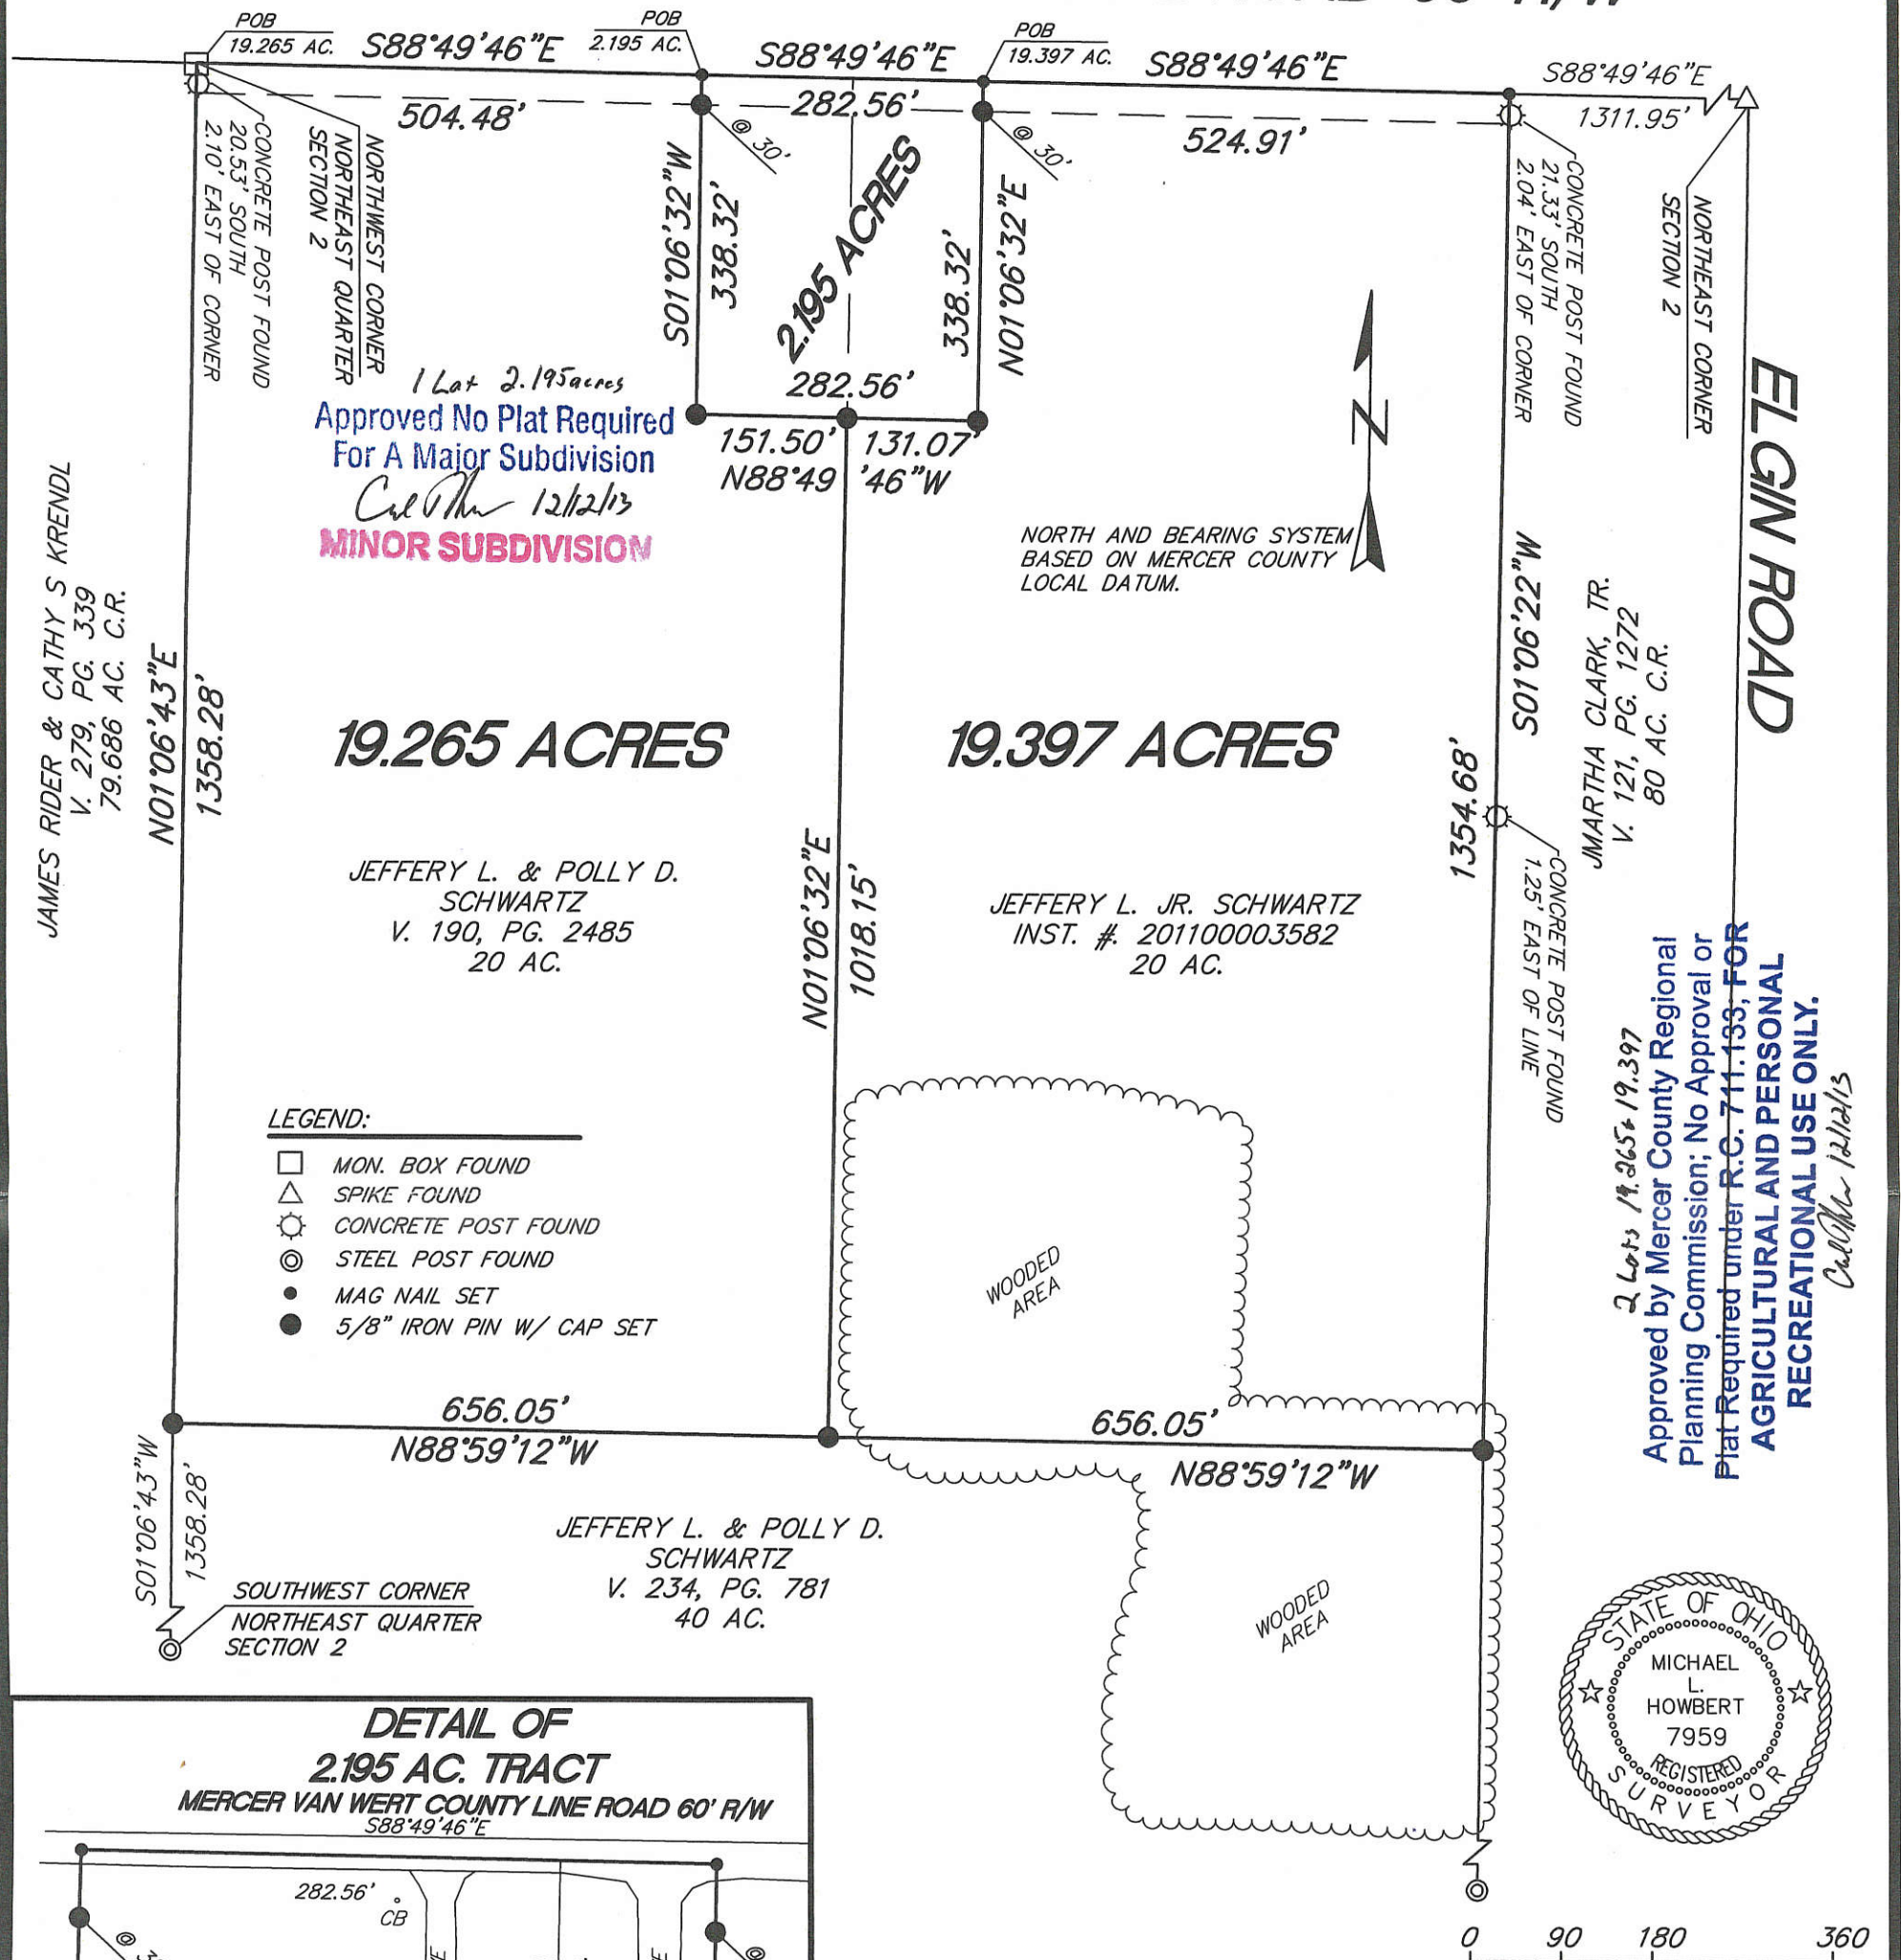 POB
19.265 AC.
S88°49'46"E
POB
2.195 AC.
S88°49'46"E
POB
19.397 AC.
S88°49'46"E
S88°49'46"E
1311.95'
504.48'
282.56'
524.91'
@ 30'
@ 30'
CONCRETE POST FOUND
20.53' SOUTH
2.10' EAST OF CORNER
NORTHWEST CORNER
NORTHEAST QUARTER
SECTION 2
S01°06'32"W
338.32'
2.195 ACRES
338.32'
N01°06'32"E
CONCRETE POST FOUND
21.33' SOUTH
2.04' EAST OF CORNER
NORTHEAST CORNER
SECTION 2
ELGIN ROAD
1 Lot 2.195 acres
Approved No Plat Required
For A Major Subdivision
12/12/13
MINOR SUBDIVISION
282.56'
151.50' 131.07'
N88°49'46"W
NORTH AND BEARING SYSTEM
BASED ON MERCER COUNTY
LOCAL DATUM.
N
JAMES RIDER & CATHY S KRENDL
V. 279, PG. 339
79.686 AC. C.R.
N01°06'43"E
1358.28'
19.265 ACRES
19.397 ACRES
S01°06'22"W
1354.68'
JMARTHA CLARK, TR.
V. 121, PG. 1272
80 AC. C.R.
JEFFERY L. & POLLY D.
SCHWARTZ
V. 190, PG. 2485
20 AC.
N01°06'32"E
1018.15'
JEFFERY L. JR. SCHWARTZ
INST. #. 201100003582
20 AC.
CONCRETE POST FOUND
1.25' EAST OF LINE
2 Lots 19.265 & 19.397
Approved by Mercer County Regional
Planning Commission; No Approval or
Plat Required under R.C. 711.133; FOR
AGRICULTURAL AND PERSONAL
RECREATIONAL USE ONLY.
12/12/13
LEGEND:
MON. BOX FOUND
SPIKE FOUND
CONCRETE POST FOUND
STEEL POST FOUND
MAG NAIL SET
5/8" IRON PIN W/ CAP SET
WOODED
AREA
656.05'
N88°59'12"W
656.05'
N88°59'12"W
S01°06'43"W
1358.28'
SOUTHWEST CORNER
NORTHEAST QUARTER
SECTION 2
JEFFERY L. & POLLY D.
SCHWARTZ
V. 234, PG. 781
40 AC.
WOODED
AREA
STATE OF OHIO
MICHAEL
L.
HOWBERT
7959
REGISTERED
SURVEYOR
DETAIL OF
2.195 AC. TRACT
MERCER VAN WERT COUNTY LINE ROAD 60' R/W
S88°49'46"E
282.56'
CB
0 90 180 360